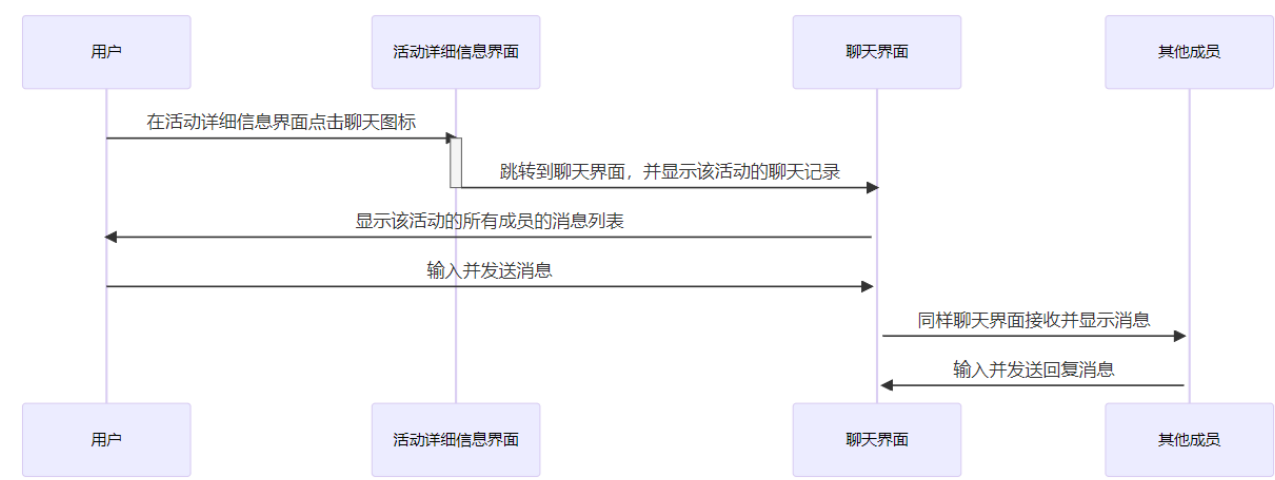 用户
活动详细信息界面
聊天界面
其他成员
在活动详细信息界面点击聊天图标
跳转到聊天界面，并显示该活动的聊天记录
显示该活动的所有成员的消息列表
输入并发送消息
同样聊天界面接收并显示消息
输入并发送回复消息
用户
活动详细信息界面
聊天界面
其他成员